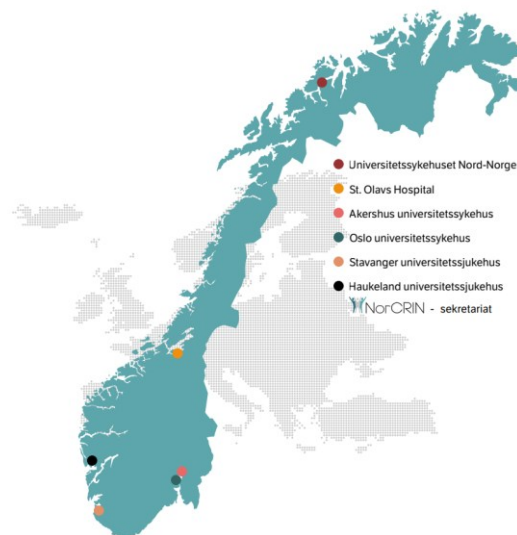 Universitetssykehuset Nord-Norge
St. Olavs Hospital
Akershus universitetssykehus
Oslo universitetssykehus
Stavanger universitetssjukehus
Haukeland universitetssjukehus
NorCRIN - sekretariat